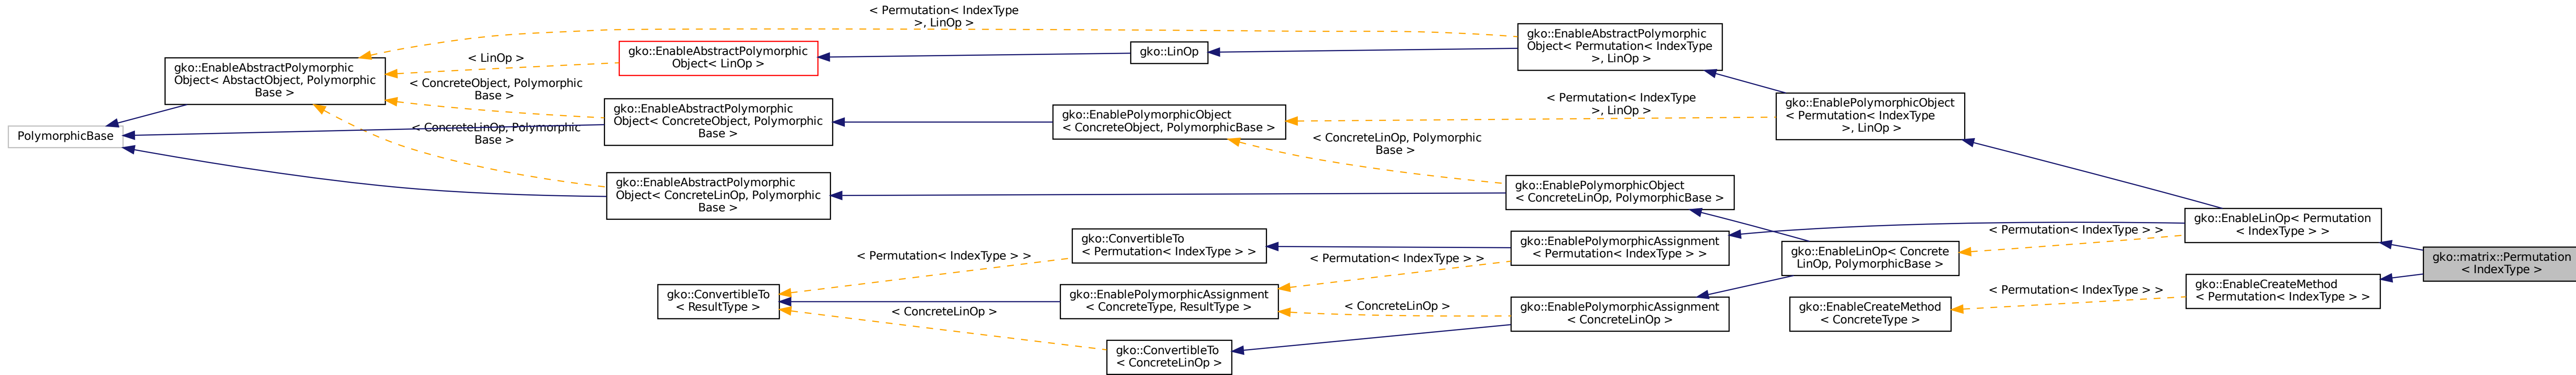 PolymorphicBase
gko::EnableAbstractPolymorphic
Object< AbstactObject, Polymorphic
Base >
< Permutation< IndexType
>, LinOp >
< LinOp >
< ConcreteObject, Polymorphic
Base >
< ConcreteLinOp, Polymorphic
Base >
gko::EnableAbstractPolymorphic
Object< LinOp >
gko::EnableAbstractPolymorphic
Object< ConcreteObject, Polymorphic
Base >
gko::EnableAbstractPolymorphic
Object< ConcreteLinOp, Polymorphic
Base >
gko::ConvertibleTo
< ResultType >
< Permutation< IndexType > >
< ConcreteLinOp >
gko::LinOp
gko::EnablePolymorphicObject
< ConcreteObject, PolymorphicBase >
gko::ConvertibleTo
< Permutation< IndexType > >
gko::EnablePolymorphicAssignment
< ConcreteType, ResultType >
gko::ConvertibleTo
< ConcreteLinOp >
< Permutation< IndexType
>, LinOp >
< ConcreteLinOp, Polymorphic
Base >
< Permutation< IndexType > >
< ConcreteLinOp >
gko::EnableAbstractPolymorphic
Object< Permutation< IndexType
>, LinOp >
gko::EnablePolymorphicObject
< ConcreteLinOp, PolymorphicBase >
gko::EnablePolymorphicAssignment
< Permutation< IndexType > >
gko::EnablePolymorphicAssignment
< ConcreteLinOp >
gko::EnablePolymorphicObject
< Permutation< IndexType
>, LinOp >
gko::EnableLinOp< Concrete
LinOp, PolymorphicBase >
gko::EnableCreateMethod
< ConcreteType >
< Permutation< IndexType > >
< Permutation< IndexType > >
gko::EnableLinOp< Permutation
< IndexType > >
gko::EnableCreateMethod
< Permutation< IndexType > >
gko::matrix::Permutation
< IndexType >